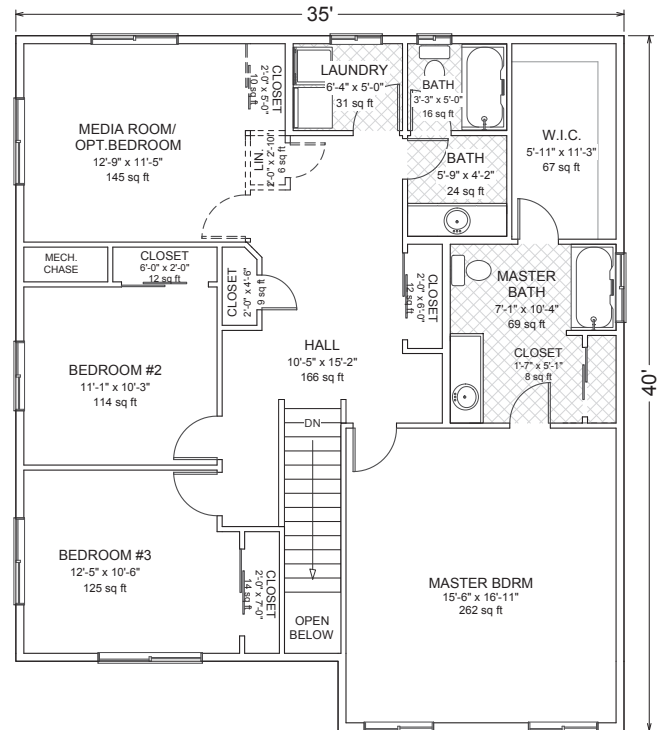 35'
LAUNDRY
6'-4" x 5'-0"
31 sq ft
BATH
3'-3" x 5'-0"
16 sq ft
CLOSET
2'-0" x 5'-0"
10 sq ft
MEDIA ROOM/
OPT.BEDROOM
12'-9" x 11'-5"
145 sq ft
LIN.
2'-0" x 2'-10"
6 sq ft
BATH
5'-9" x 4'-2"
24 sq ft
W.I.C.
5'-11" x 11'-3"
67 sq ft
MECH.
CHASE
CLOSET
6'-0" x 2'-0"
12 sq ft
CLOSET
2'-0" x 4'-6"
9 sq ft
CLOSET
2'-0" x 6'-0"
12 sq ft
MASTER
BATH
7'-1" x 10'-4"
69 sq ft
HALL
10'-5" x 15'-2"
166 sq ft
CLOSET
1'-7" x 5'-1"
8 sq ft
BEDROOM #2
11'-1" x 10'-3"
114 sq ft
40'
DN
BEDROOM #3
12'-5" x 10'-6"
125 sq ft
CLOSET
2'-0" x 7'-0"
14 sq ft
MASTER BDRM
15'-6" x 16'-11"
262 sq ft
OPEN
BELOW